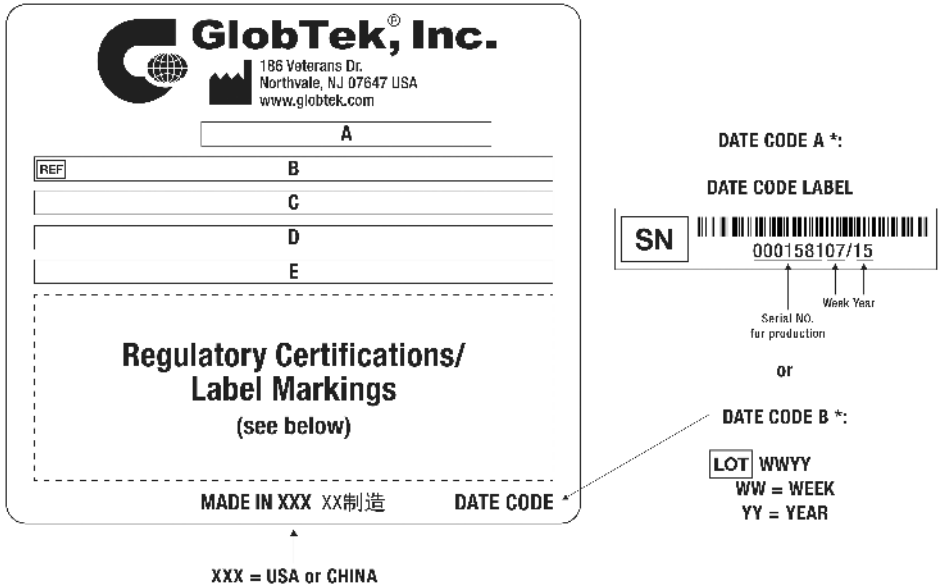 GlobTek®, Inc.
186 Veterans Dr.
Northvale, NJ 07647 USA
www.globtek.com
A
REF B
C
D
E
Regulatory Certifications/
Label Markings
(see below)
MADE IN XXX XX制造 DATE CODE
XXX = USA or CHINA
DATE CODE A *:
DATE CODE LABEL
SN
000158107/15
Week Year
Serial NO.
for production
or
DATE CODE B *:
LOT WWYY
WW = WEEK
YY = YEAR